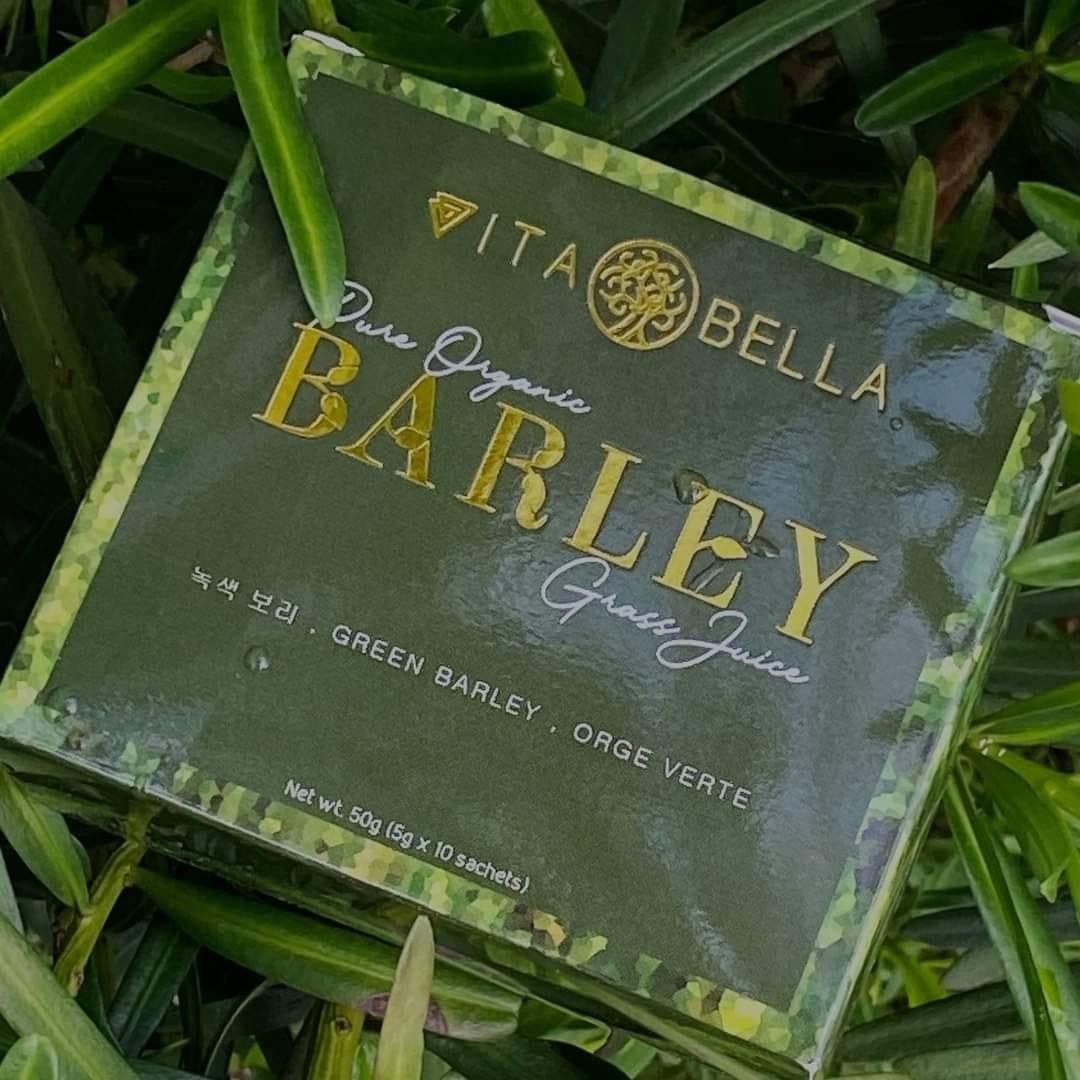 VITA BELLA
Pure Organic
BARLEY
Grass Juice
녹색 보리 . GREEN BARLEY . ORGE VERTE
Net wt. 50g (5g x 10 sachets)